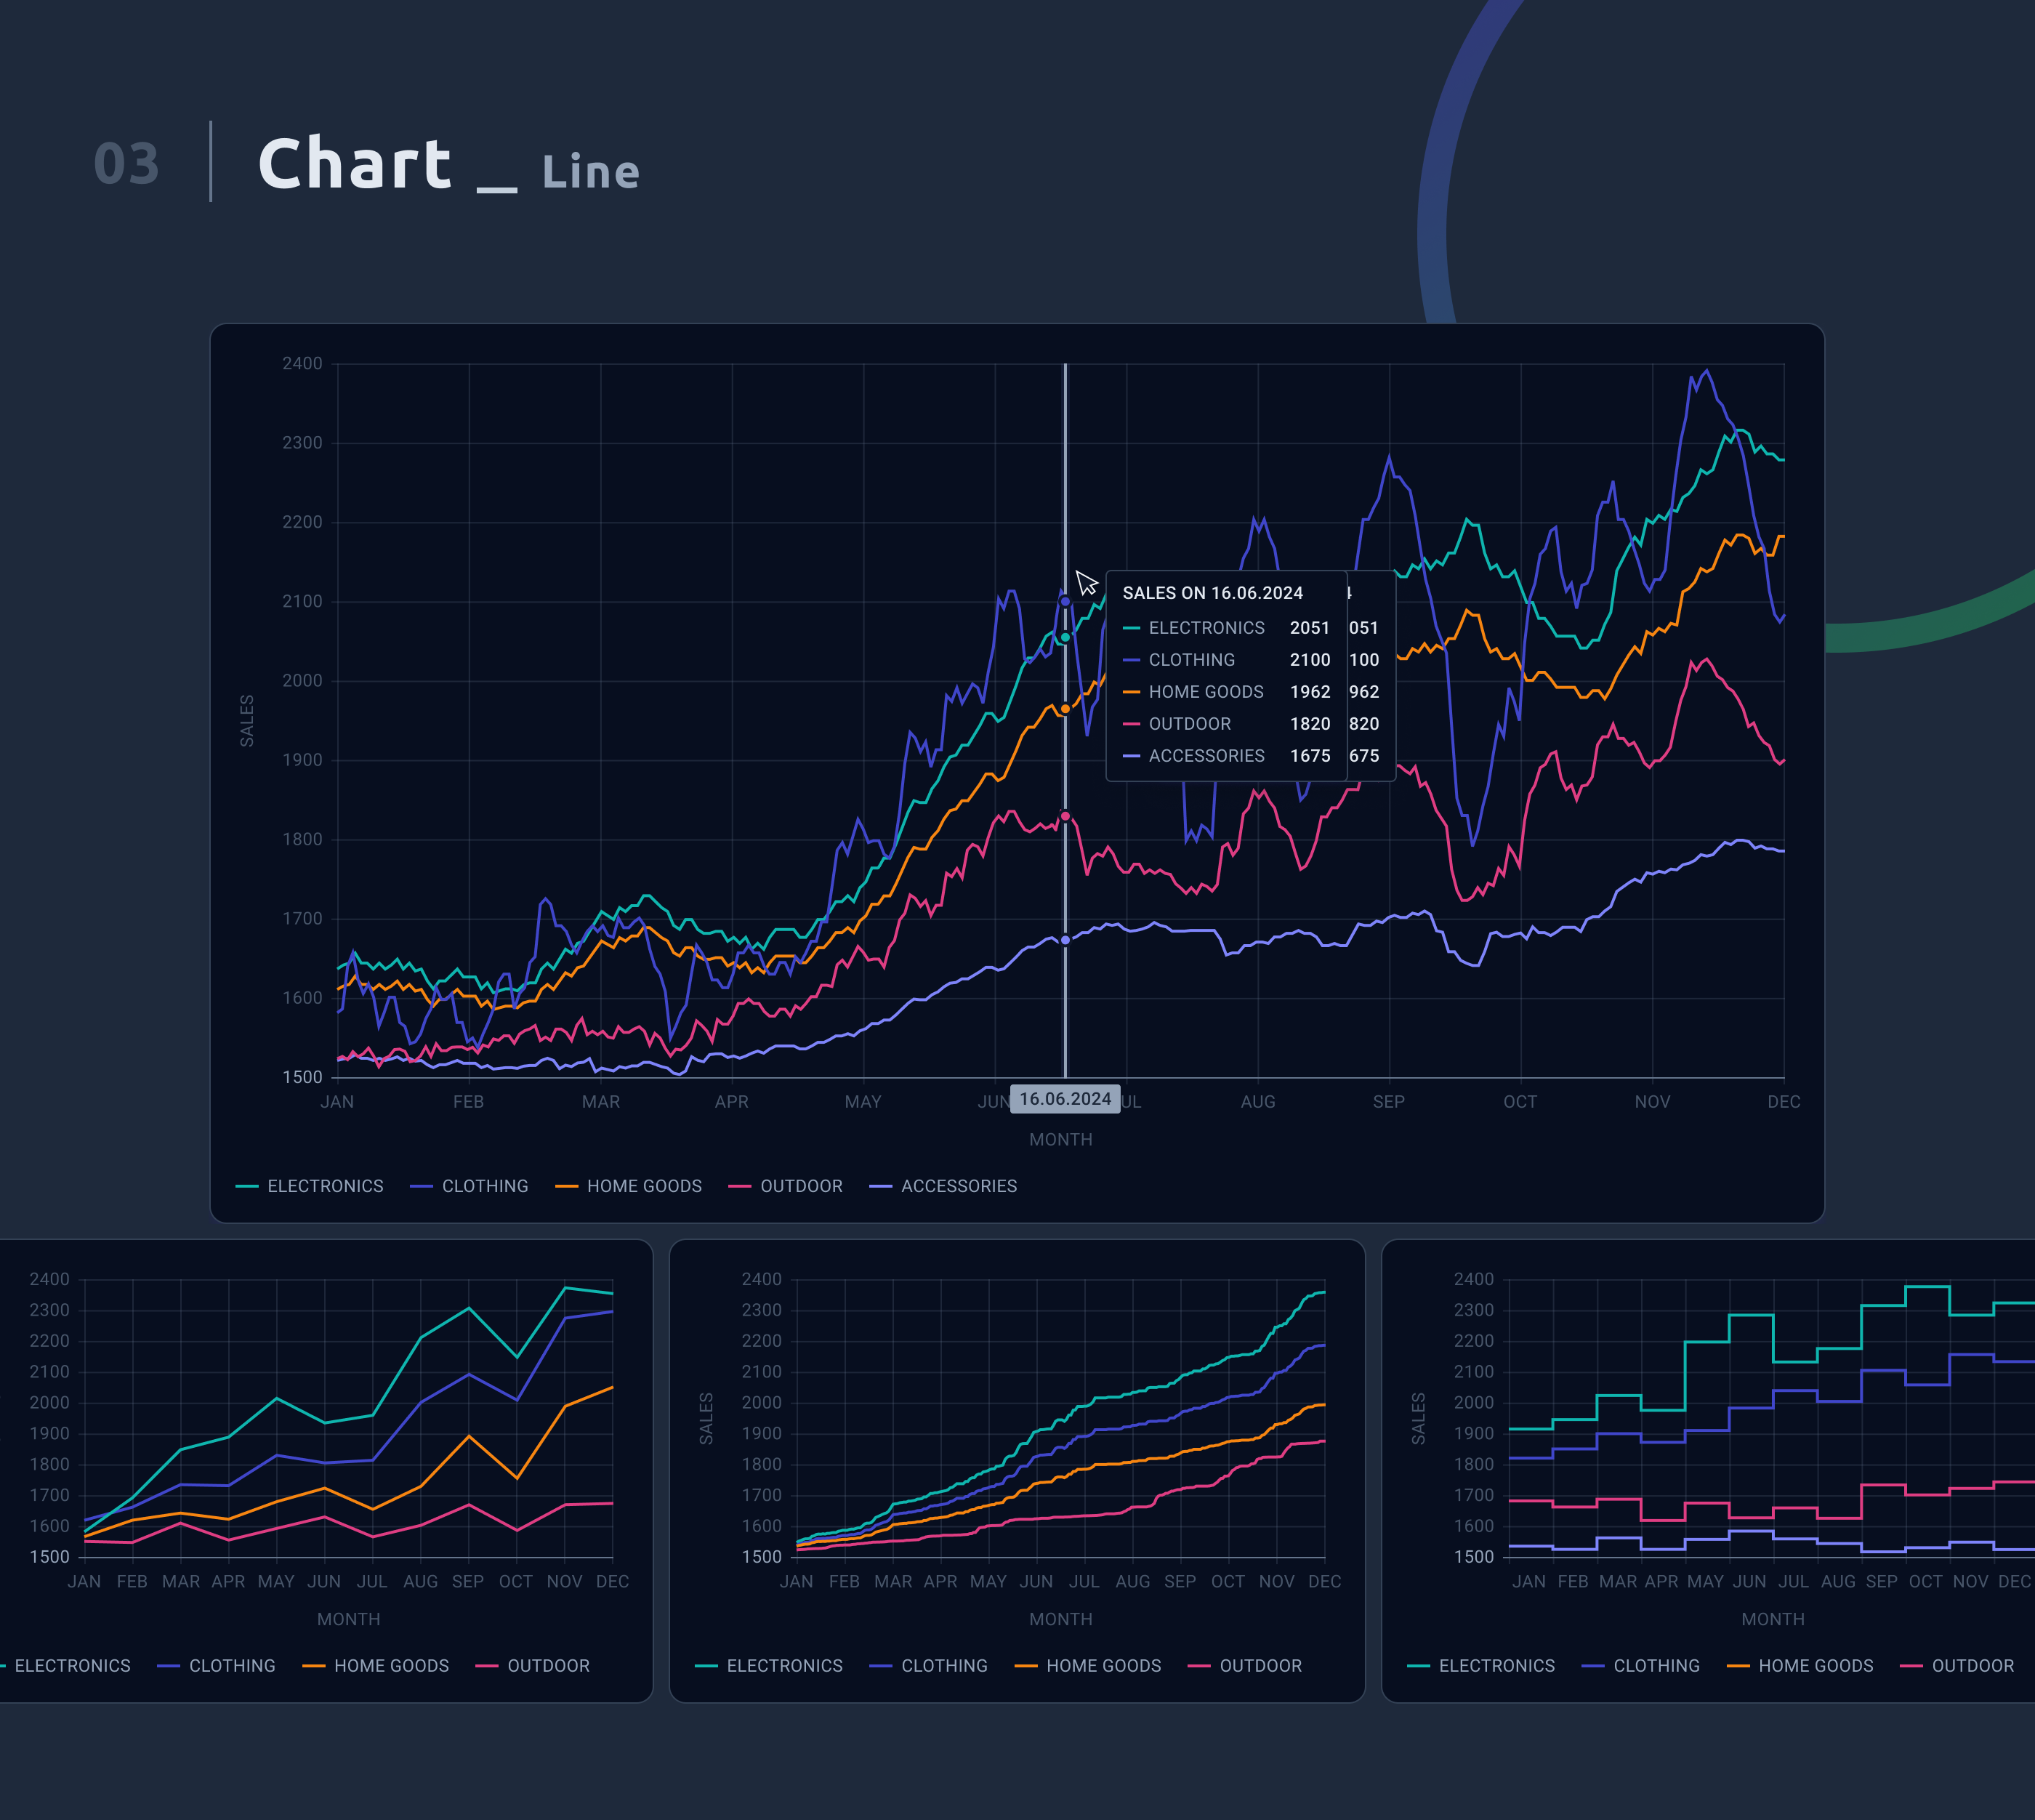 03 Chart _ Line
2400
2300
2200
2100
2000
1900
1800
1700
1600
1500
SALES
SALES ON 16.06.2024 4
ELECTRONICS 2051 051
CLOTHING 2100 100
HOME GOODS 1962 962
OUTDOOR 1820 820
ACCESSORIES 1675 675
JAN FEB MAR APR MAY JUN 16.06.2024 UL AUG SEP OCT NOV DEC
MONTH
ELECTRONICS CLOTHING HOME GOODS OUTDOOR ACCESSORIES
2400
2300
2200
2100
2000
1900
1800
1700
1600
1500
JAN FEB MAR APR MAY JUN JUL AUG SEP OCT NOV DEC
MONTH
ELECTRONICS CLOTHING HOME GOODS OUTDOOR
2400
2300
2200
2100
2000
1900
1800
1700
1600
1500
SALES
JAN FEB MAR APR MAY JUN JUL AUG SEP OCT NOV DEC
MONTH
ELECTRONICS CLOTHING HOME GOODS OUTDOOR
2400
2300
2200
2100
2000
1900
1800
1700
1600
1500
SALES
JAN FEB MAR APR MAY JUN JUL AUG SEP OCT NOV DEC
MONTH
ELECTRONICS CLOTHING HOME GOODS OUTDOOR